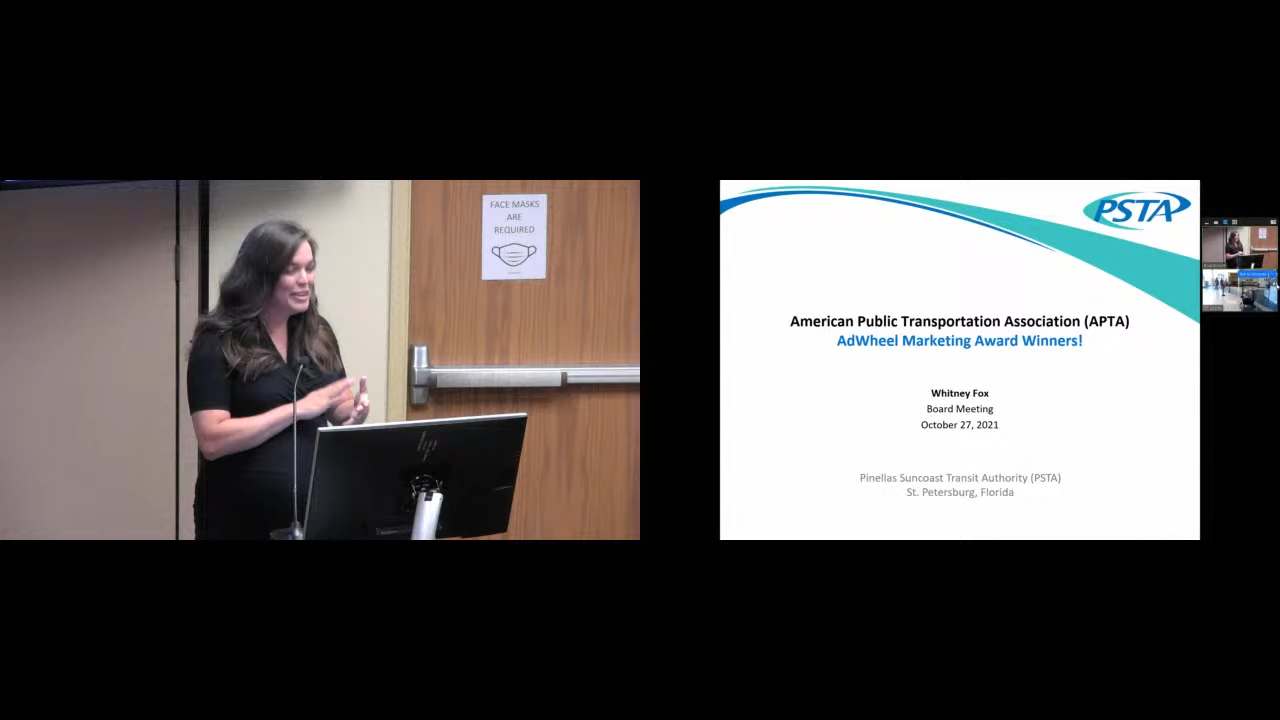 FACE MASKS
ARE
REQUIRED
hp
PSTA
American Public Transportation Association (APTA)
AdWheel Marketing Award Winners!
Whitney Fox
Board Meeting
October 27, 2021
Pinellas Suncoast Transit Authority (PSTA)
St. Petersburg, Florida